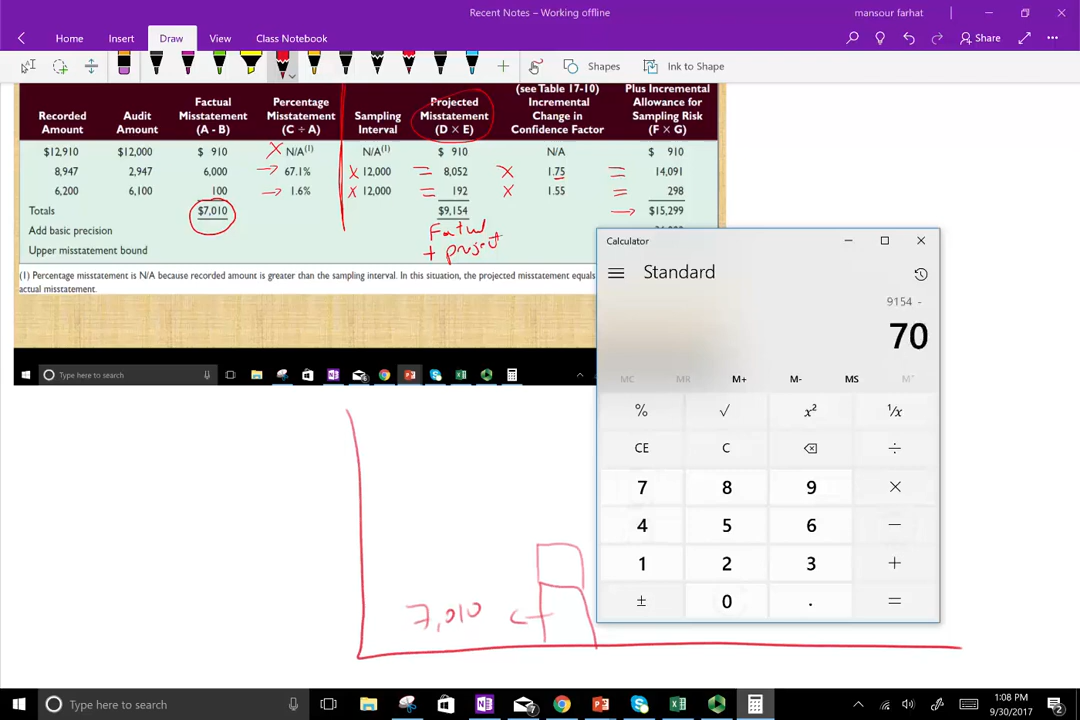 Recent Notes – Working offline
mansour farhat
Home Insert Draw View Class Notebook
Share
Shapes Ink to Shape
(see Table 17-10) Plus Incremental
Factual Percentage Projected Incremental Allowance for
Recorded Audit Misstatement Misstatement Sampling Misstatement Change in Sampling Risk
Amount Amount (A - B) (C ÷ A) Interval (D × E) Confidence Factor (F × G)
$12,910 $12,000 $ 910 × N/A(1) N/A(1) $ 910 N/A $ 910
8,947 2,947 6,000 → 67.1% × 12,000 = 8,052 × 1.75 = 14,091
6,200 6,100 100 → 1.6% × 12,000 = 192 × 1.55 = 298
Totals $7,010 $9,154 → $15,299
Add basic precision
Upper misstatement bound
Factual
+ project
(1) Percentage misstatement is N/A because recorded amount is greater than the sampling interval. In this situation, the projected misstatement equals
actual misstatement.
Type here to search
Calculator
Standard
9154 -
70
MC MR M+ M- MS M˅
% √ x² ¹/x
CE C ÷
7 8 9 ×
4 5 6 −
1 2 3 +
± 0 . =
7,010
Type here to search
7
1:08 PM
9/30/2017
2